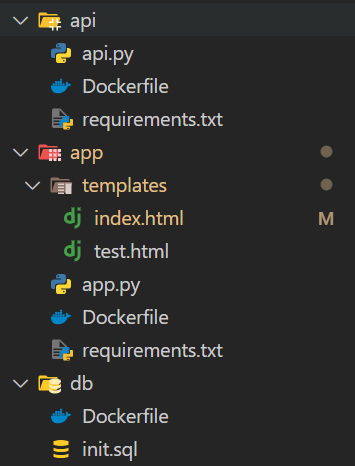 api
api.py
Dockerfile
requirements.txt
app
templates
dj index.html M
dj test.html
app.py
Dockerfile
requirements.txt
db
Dockerfile
init.sql